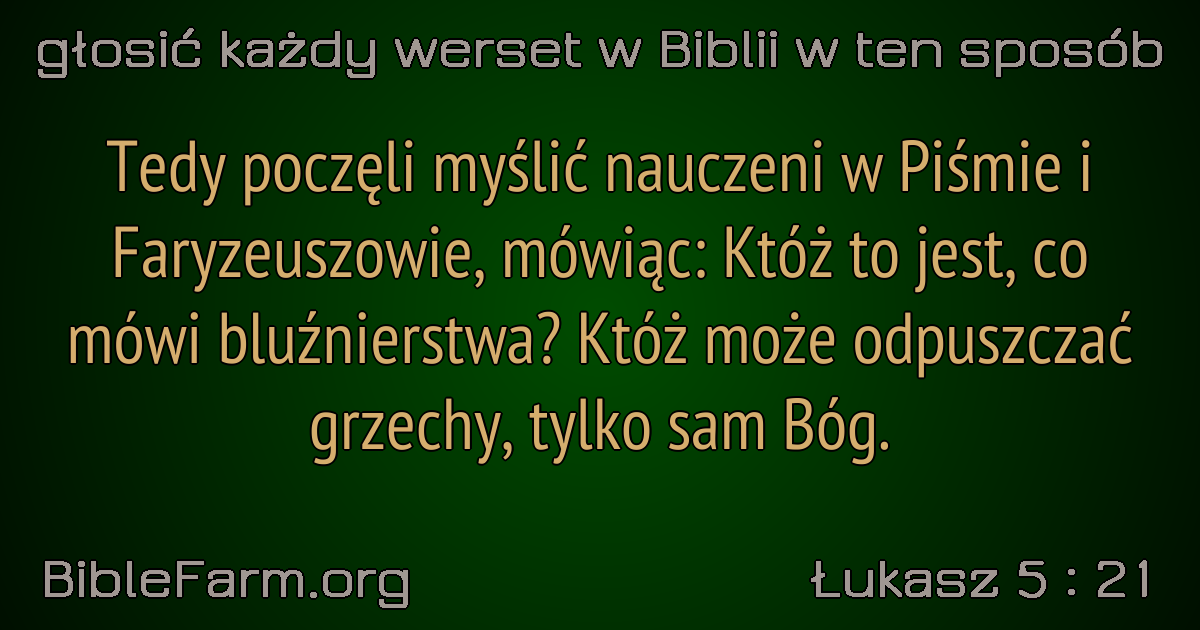 głosić każdy werset w Biblii w ten sposób
Tedy poczęli myślić nauczeni w Piśmie i
Faryzeuszowie, mówiąc: Któż to jest, co
mówi bluźnierstwa? Któż może odpuszczać
grzechy, tylko sam Bóg.
BibleFarm.org
Łukasz 5 : 21